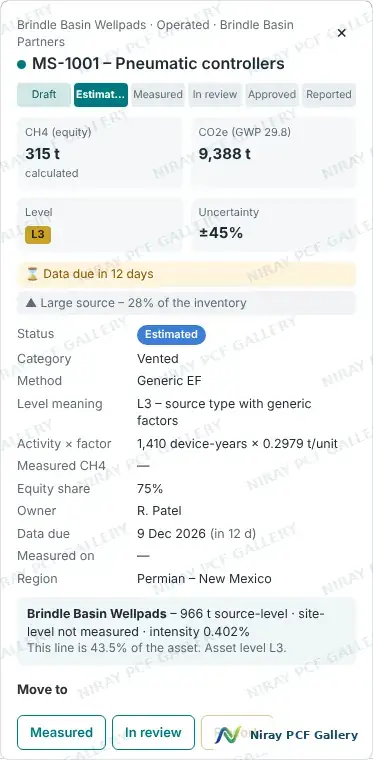 Brindle Basin Wellpads · Operated · Brindle Basin
Partners
×
MS-1001 – Pneumatic controllers
Draft
Estimat...
Measured
In review
Approved
Reported
CH4 (equity)
315 t
calculated
CO2e (GWP 29.8)
9,388 t
Level
L3
Uncertainty
±45%
⏳ Data due in 12 days
▲ Large source – 28% of the inventory
Status Estimated
Category Vented
Method Generic EF
Level meaning L3 – source type with generic
factors
Activity × factor 1,410 device-years × 0.2979 t/unit
Measured CH4 —
Equity share 75%
Owner R. Patel
Data due 9 Dec 2026 (in 12 d)
Measured on —
Region Permian – New Mexico
Brindle Basin Wellpads – 966 t source-level · site-
level not measured · intensity 0.402%
This line is 43.5% of the asset. Asset level L3.
Move to
Measured
In review
Niray PCF Gallery
NIRAY PCF GALLERY